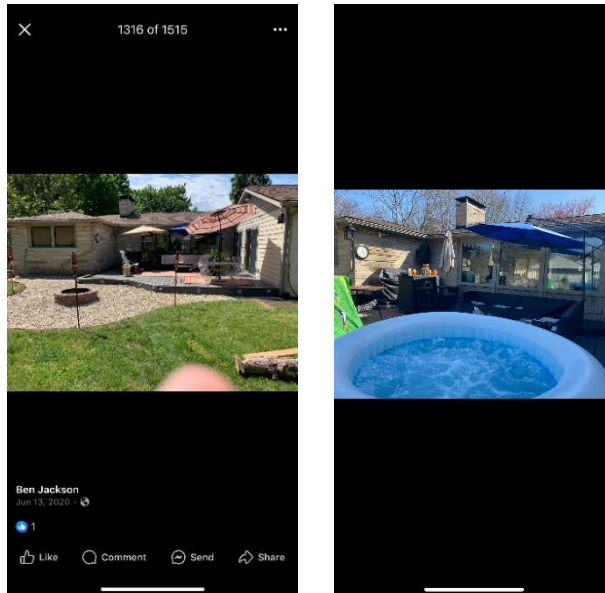 1316 of 1515
Ben Jackson
Jun 13, 2020
1
Like
Comment
Send
Share